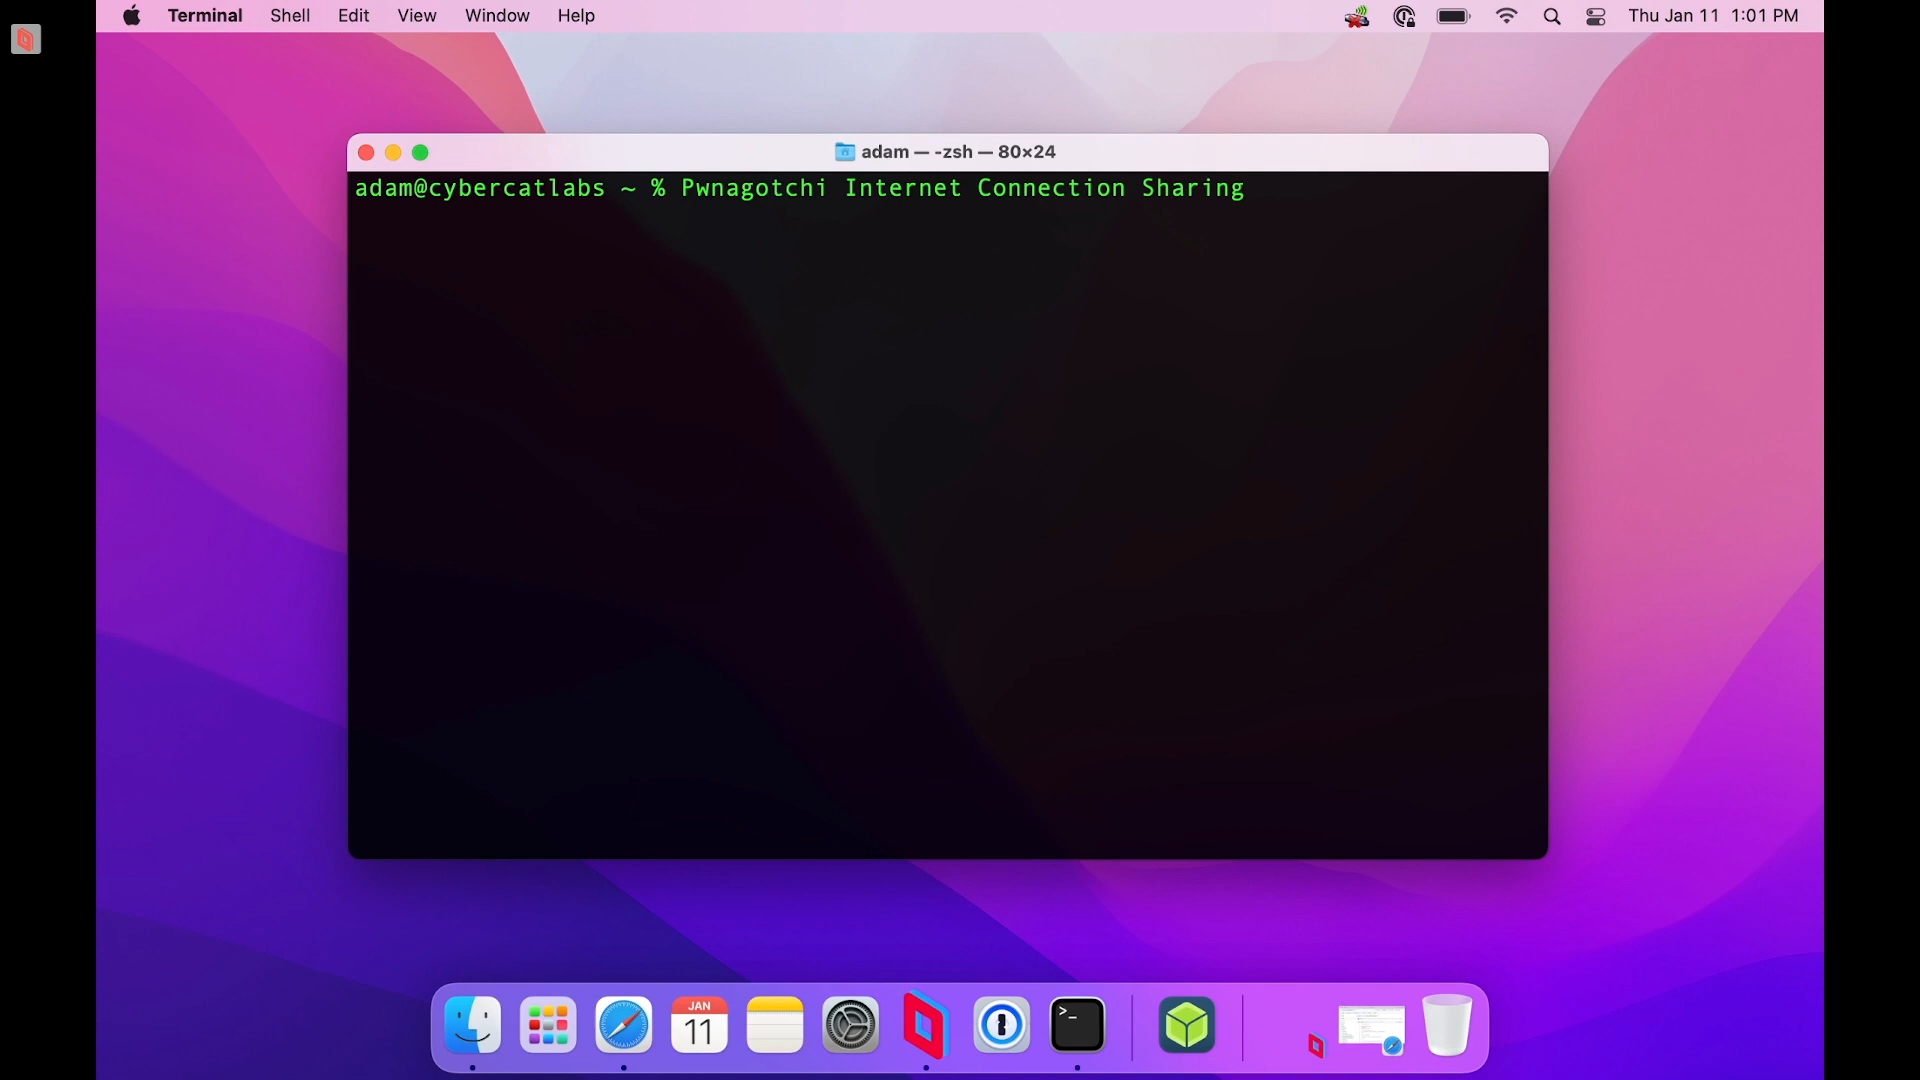 Terminal Shell Edit View Window Help Thu Jan 11 1:01 PM
adam — -zsh — 80×24
adam@cybercatlabs ~ % Pwnagotchi Internet Connection Sharing
JAN
11
>_